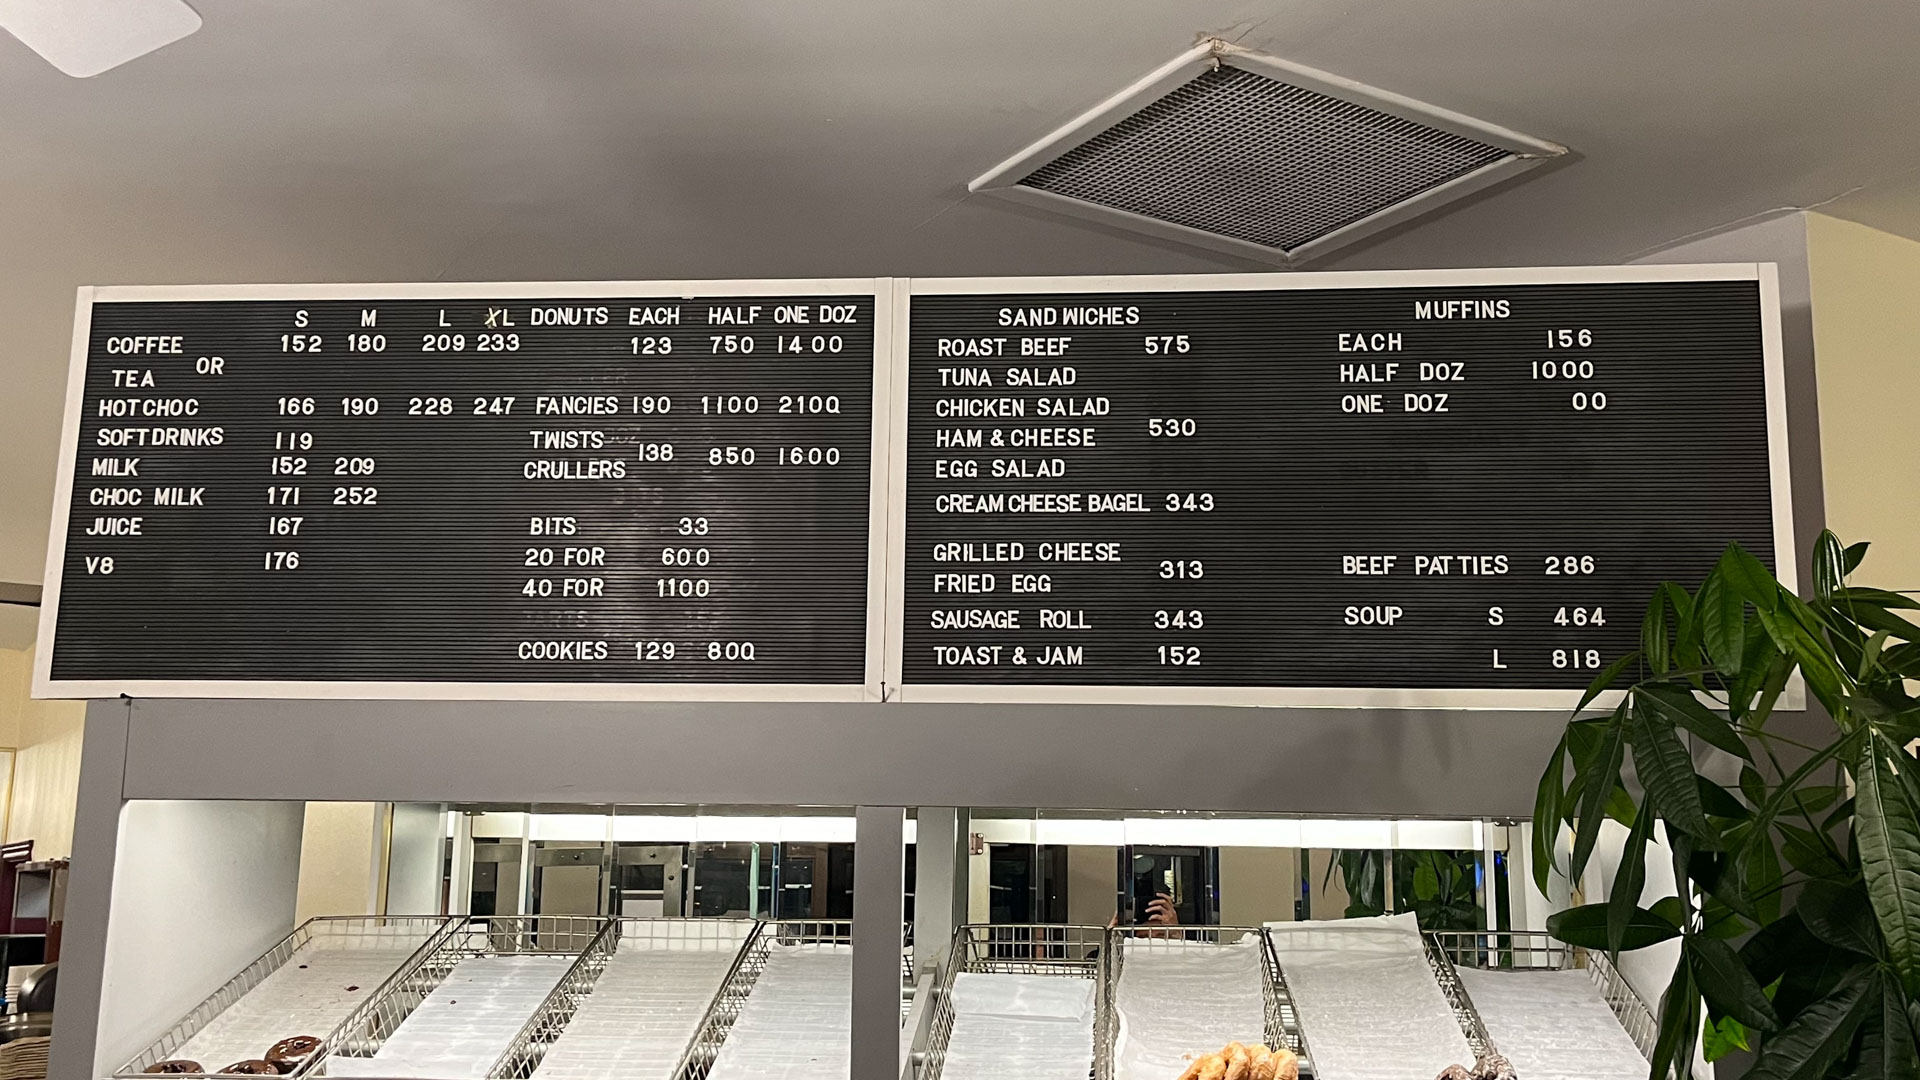 S M L XL DONUTS EACH HALF ONE DOZ
COFFEE 152 180 209 233 123 750 1400
OR
TEA
HOT CHOC 166 190 228 247 FANCIES 190 1100 2100
SOFT DRINKS 119 TWISTS 138 850 1600
MILK 152 209 CRULLERS
CHOC MILK 171 252
JUICE 167 BITS 33
V8 176 20 FOR 600
40 FOR 1100
COOKIES 129 800
SANDWICHES
ROAST BEEF 575
TUNA SALAD
CHICKEN SALAD
530
HAM & CHEESE
EGG SALAD
CREAM CHEESE BAGEL 343
GRILLED CHEESE
313
FRIED EGG
SAUSAGE ROLL 343
TOAST & JAM 152
MUFFINS
EACH 156
HALF DOZ 1000
ONE DOZ 00
BEEF PATTIES 286
SOUP S 464
L 818